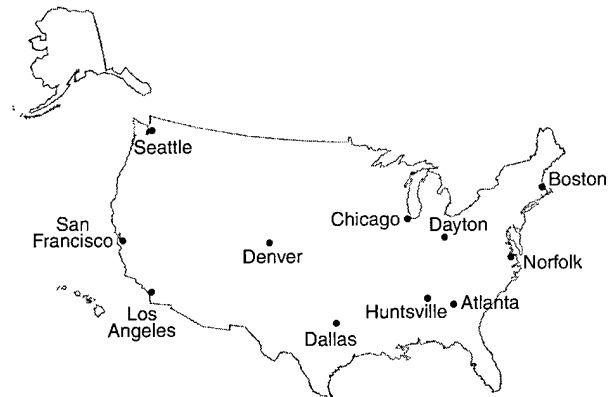 Seattle
Boston
Chicago
Dayton
San
Francisco
Denver
Norfolk
Los
Angeles
Huntsville
Atlanta
Dallas